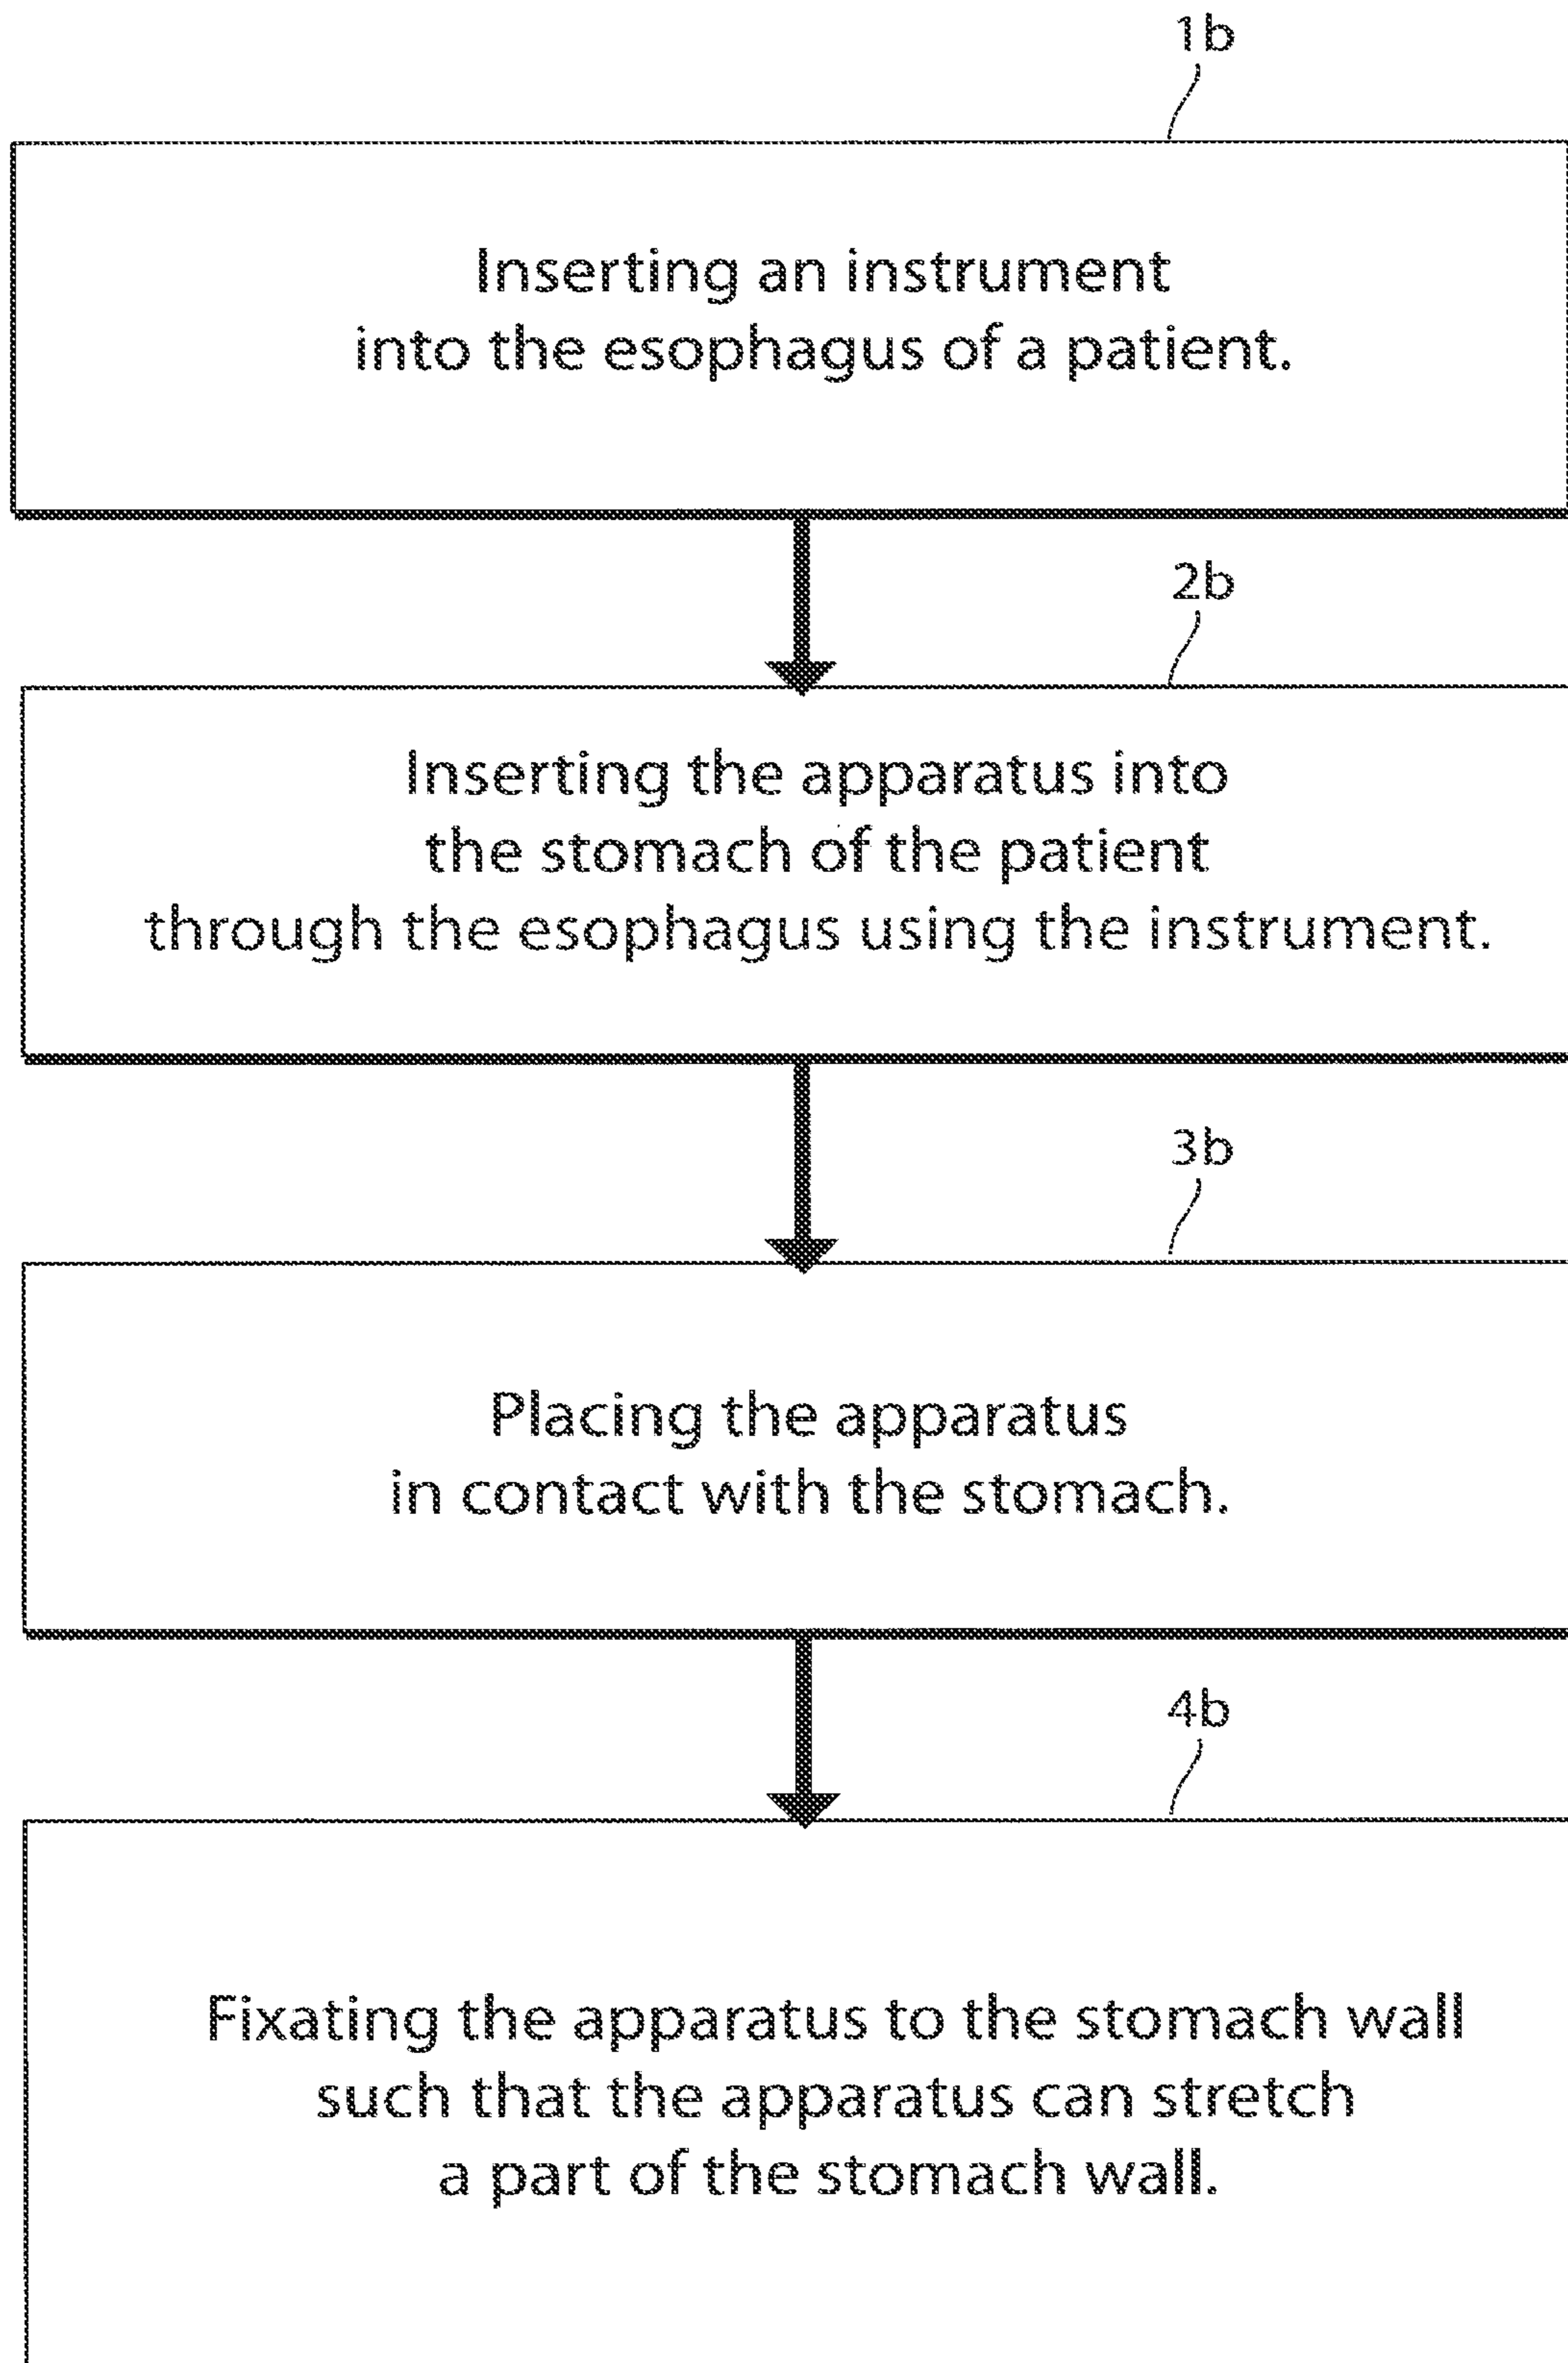 1b
Inserting an instrument
into the esophagus of a patient.
2b
Inserting the apparatus into
the stomach of the patient
through the esophagus using the instrument.
3b
Placing the apparatus
in contact with the stomach.
4b
Fixating the apparatus to the stomach wall
such that the apparatus can stretch
a part of the stomach wall.